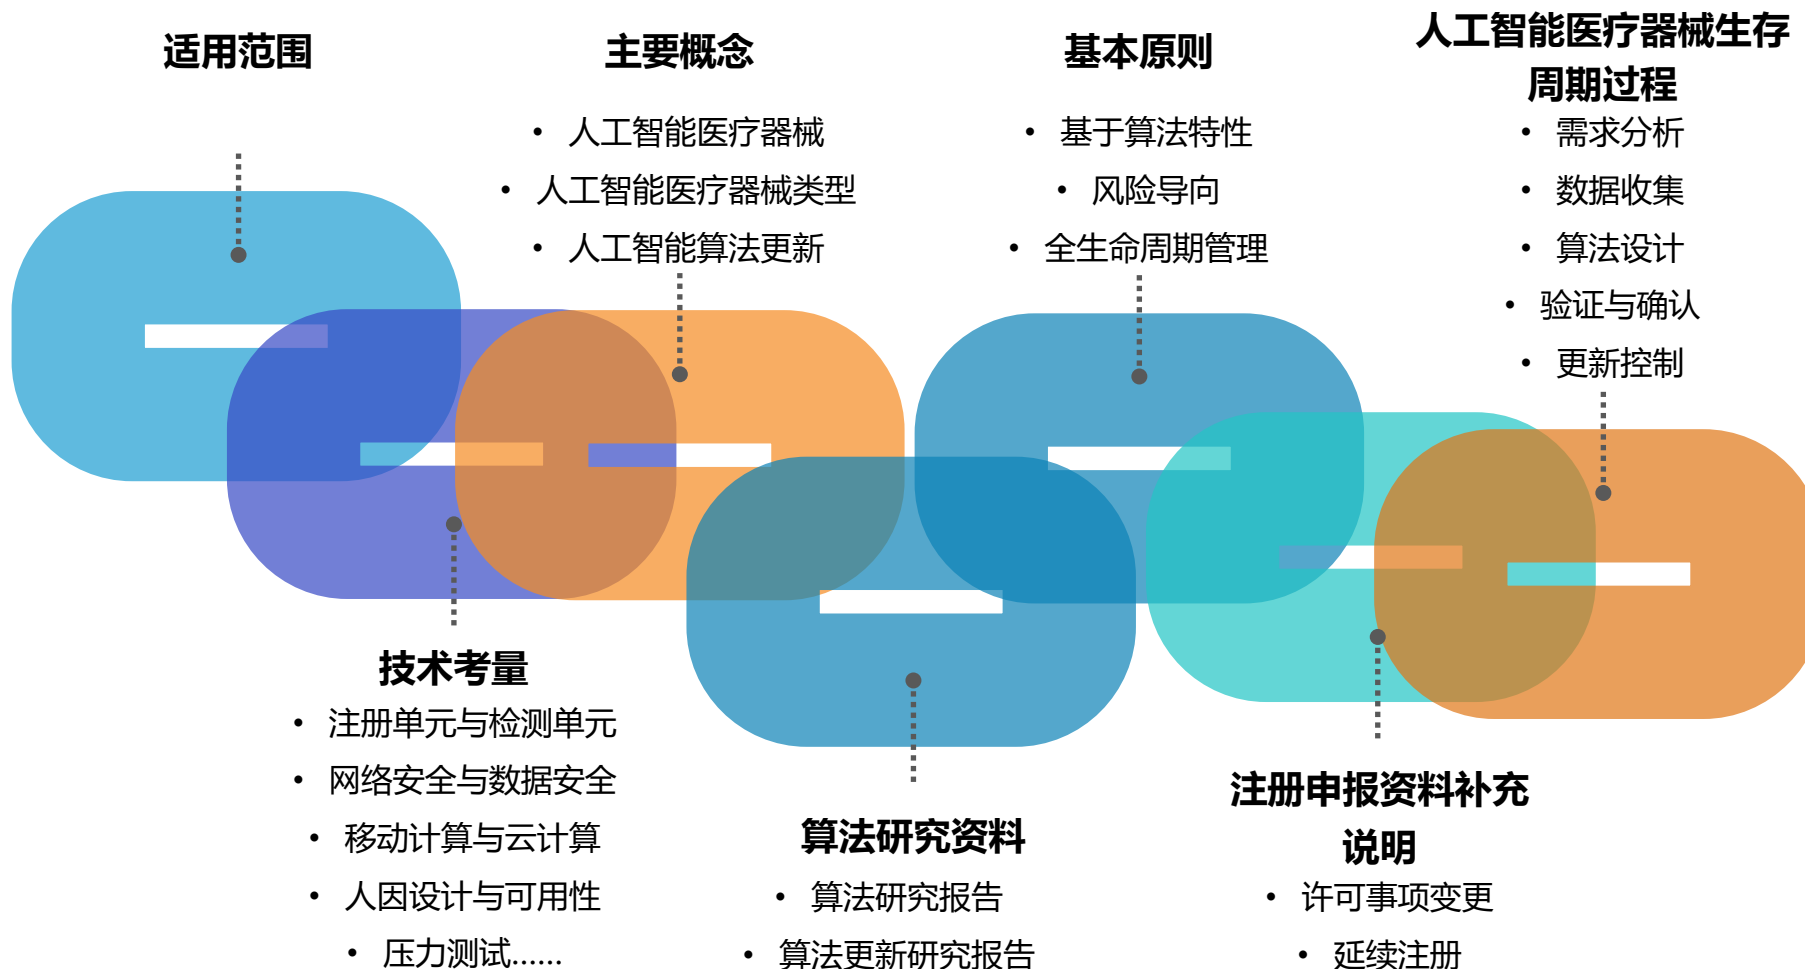 适用范围
主要概念
• 人工智能医疗器械
• 人工智能医疗器械类型
• 人工智能算法更新
基本原则
• 基于算法特性
• 风险导向
• 全生命周期管理
人工智能医疗器械生存
周期过程
• 需求分析
• 数据收集
• 算法设计
• 验证与确认
• 更新控制
技术考量
• 注册单元与检测单元
• 网络安全与数据安全
• 移动计算与云计算
• 人因设计与可用性
• 压力测试......
算法研究资料
• 算法研究报告
• 算法更新研究报告
注册申报资料补充
说明
• 许可事项变更
• 延续注册